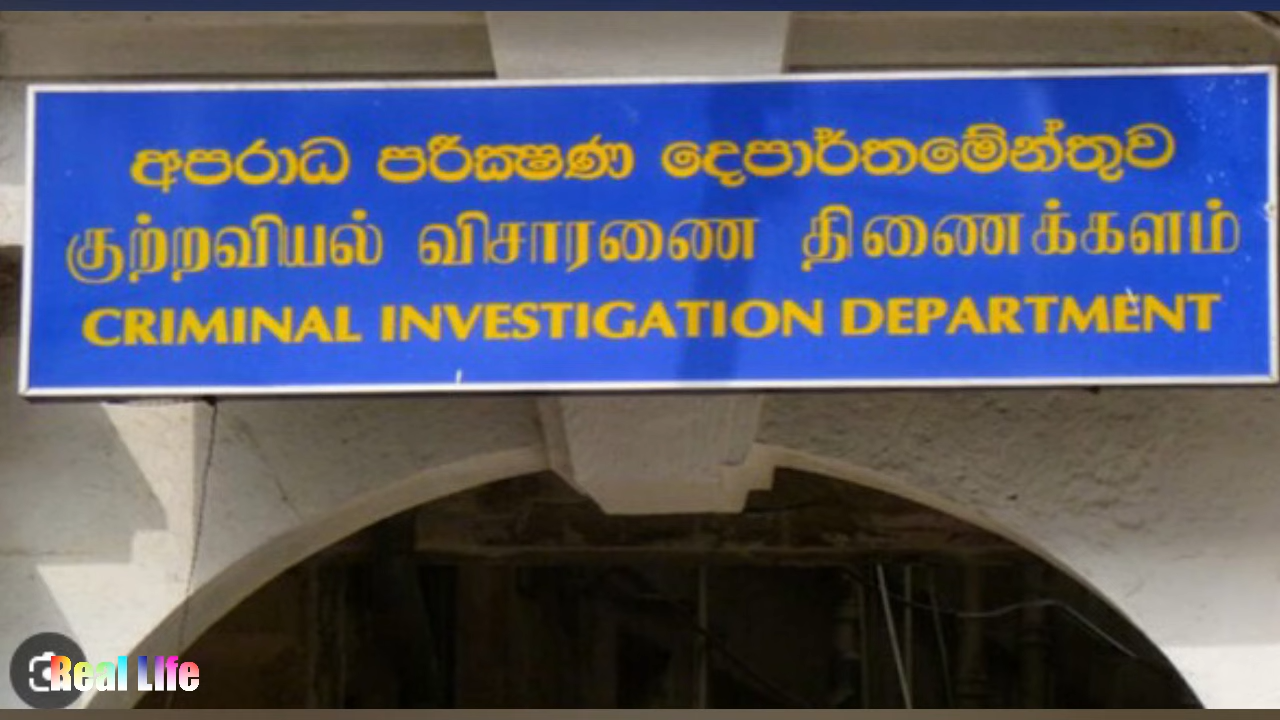 අපරාධ පරීක්‍ෂණ දෙපාර්තමේන්තුව
குற்றவியல் விசாரணை திணைக்களம்
CRIMINAL INVESTIGATION DEPARTMENT
Real Life